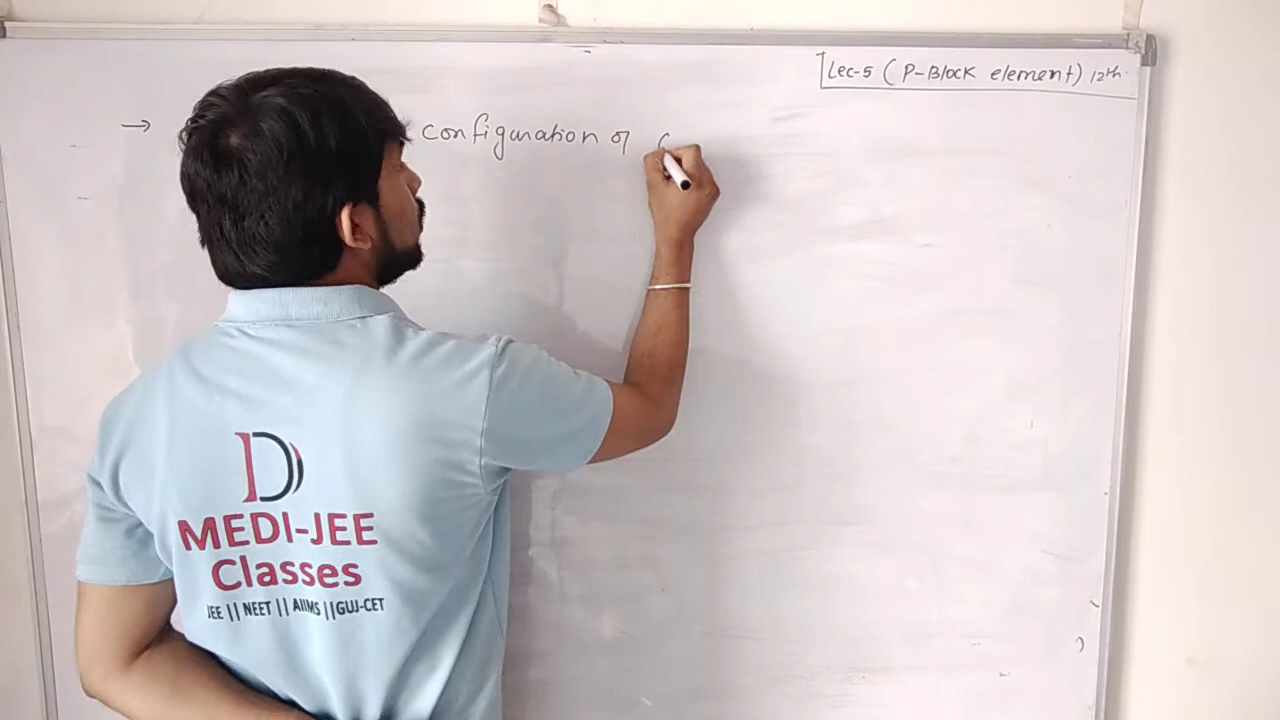 Lec-5 (P-Block element) 12th.
→ configuration of
D
MEDI-JEE
Classes
JEE || NEET || AIIMS || GUJ-CET